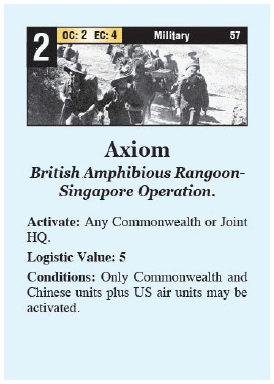 2 OC: 2 EC: 4 Military 57
Axiom
British Amphibious Rangoon-
Singapore Operation.
Activate: Any Commonwealth or Joint
HQ.
Logistic Value: 5
Conditions: Only Commonwealth and
Chinese units plus US air units may be
activated.